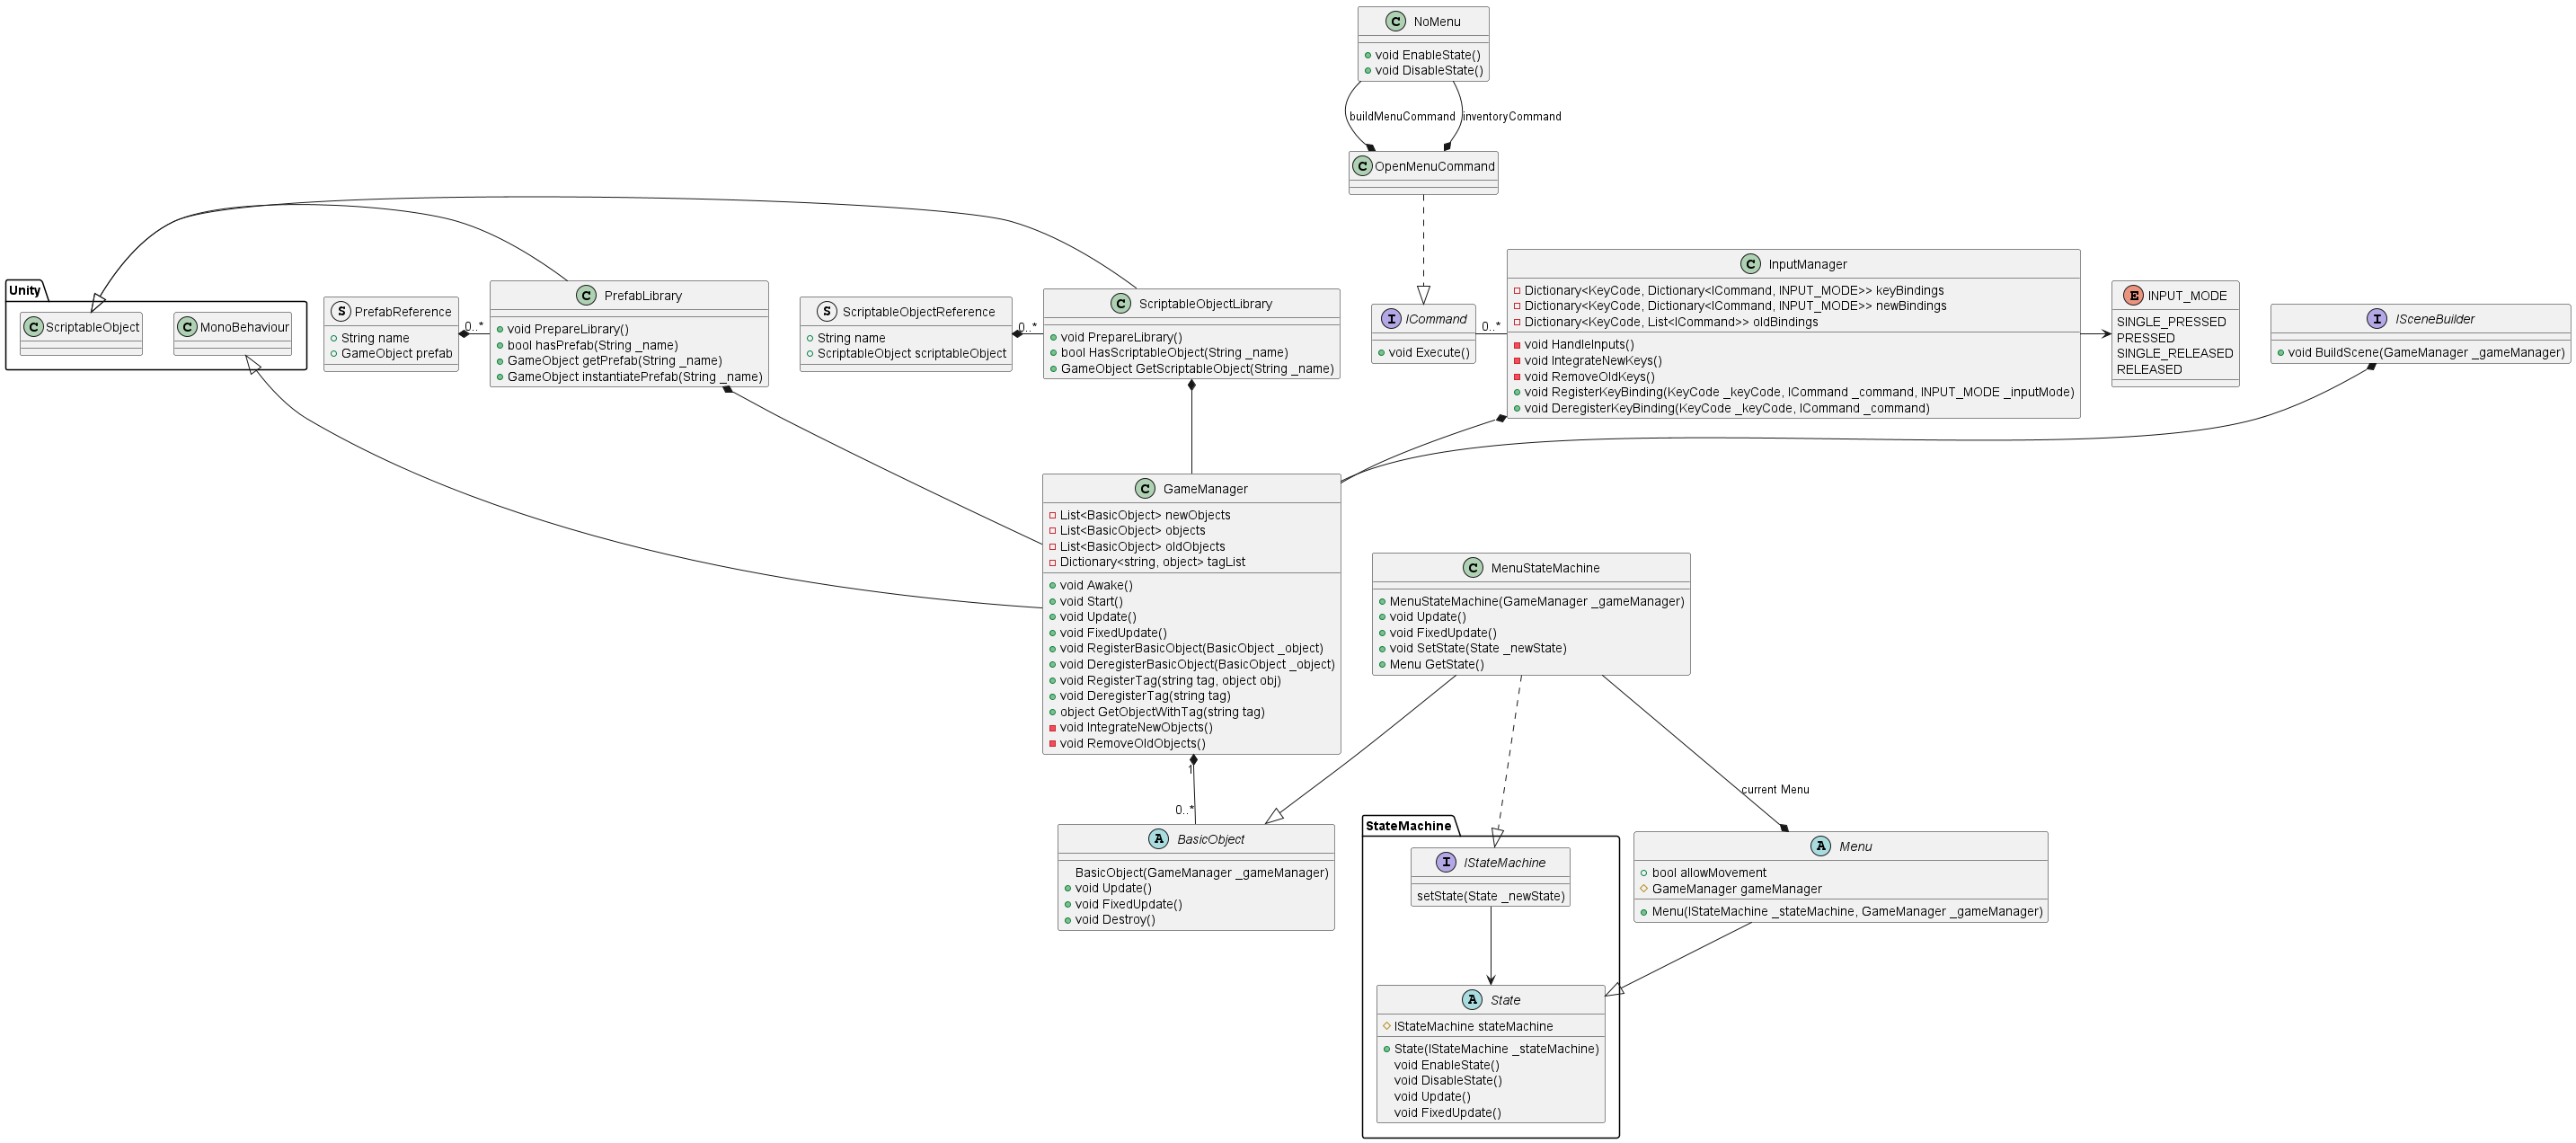 NoMenu
void EnableState()
void DisableState()
buildMenuCommand
inventoryCommand
OpenMenuCommand
Unity
ScriptableObject
MonoBehaviour
PrefabReference
String name
GameObject prefab
0..*
PrefabLibrary
void PrepareLibrary()
bool hasPrefab(String _name)
GameObject getPrefab(String _name)
GameObject instantiatePrefab(String _name)
ScriptableObjectReference
String name
ScriptableObject scriptableObject
0..*
ScriptableObjectLibrary
void PrepareLibrary()
bool HasScriptableObject(String _name)
GameObject GetScriptableObject(String _name)
ICommand
void Execute()
0..*
InputManager
Dictionary<KeyCode, Dictionary<ICommand, INPUT_MODE>> keyBindings
Dictionary<KeyCode, Dictionary<ICommand, INPUT_MODE>> newBindings
Dictionary<KeyCode, List<ICommand>> oldBindings
void HandleInputs()
void IntegrateNewKeys()
void RemoveOldKeys()
void RegisterKeyBinding(KeyCode _keyCode, ICommand _command, INPUT_MODE _inputMode)
void DeregisterKeyBinding(KeyCode _keyCode, ICommand _command)
INPUT_MODE
SINGLE_PRESSED
PRESSED
SINGLE_RELEASED
RELEASED
ISceneBuilder
void BuildScene(GameManager _gameManager)
GameManager
List<BasicObject> newObjects
List<BasicObject> objects
List<BasicObject> oldObjects
Dictionary<string, object> tagList
void Awake()
void Start()
void Update()
void FixedUpdate()
void RegisterBasicObject(BasicObject _object)
void DeregisterBasicObject(BasicObject _object)
void RegisterTag(string tag, object obj)
void DeregisterTag(string tag)
object GetObjectWithTag(string tag)
void IntegrateNewObjects()
void RemoveOldObjects()
MenuStateMachine
MenuStateMachine(GameManager _gameManager)
void Update()
void FixedUpdate()
void SetState(State _newState)
Menu GetState()
1
0..*
current Menu
BasicObject
BasicObject(GameManager _gameManager)
void Update()
void FixedUpdate()
void Destroy()
StateMachine
IStateMachine
setState(State _newState)
Menu
bool allowMovement
GameManager gameManager
Menu(IStateMachine _stateMachine, GameManager _gameManager)
State
IStateMachine stateMachine
State(IStateMachine _stateMachine)
void EnableState()
void DisableState()
void Update()
void FixedUpdate()